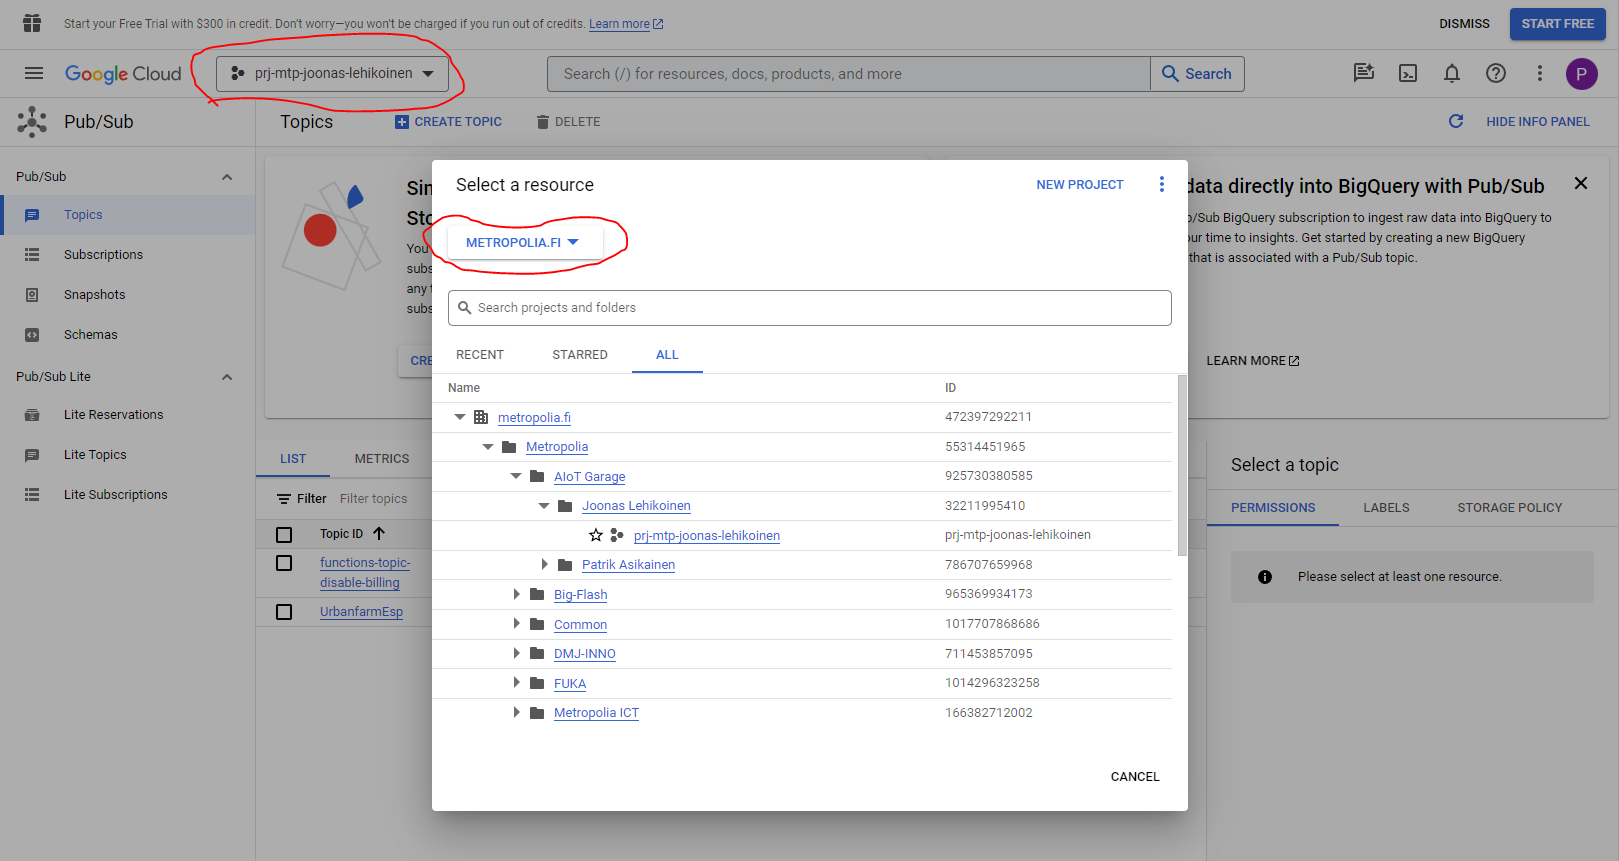 Start your Free Trial with $300 in credit. Don't worry—you won't be charged if you run out of credits. Learn more
DISMISS
START FREE
Google Cloud
prj-mtp-joonas-lehikoinen
Search (/) for resources, docs, products, and more
Search
P
Pub/Sub
Topics
CREATE TOPIC
DELETE
HIDE INFO PANEL
Pub/Sub
Topics
Subscriptions
Snapshots
Schemas
Pub/Sub Lite
Lite Reservations
Lite Topics
Lite Subscriptions
Select a resource
NEW PROJECT
METROPOLIA.FI
Search projects and folders
RECENT
STARRED
ALL
Name
ID
metropolia.fi
472397292211
Metropolia
55314451965
AIoT Garage
925730380585
Joonas Lehikoinen
32211995410
prj-mtp-joonas-lehikoinen
prj-mtp-joonas-lehikoinen
Patrik Asikainen
786707659968
Big-Flash
965369934173
Common
1017707868686
DMJ-INNO
711453857095
FUKA
1014296323258
Metropolia ICT
166382712002
CANCEL
data directly into BigQuery with Pub/Sub
/Sub BigQuery subscription to ingest raw data into BigQuery to
ur time to insights. Get started by creating a new BigQuery
that is associated with a Pub/Sub topic.
LEARN MORE
Sin
Sto
You
subs
any t
subs
CRE
LIST
METRICS
Filter
Filter topics
Topic ID
functions-topic-
disable-billing
UrbanfarmEsp
Select a topic
PERMISSIONS
LABELS
STORAGE POLICY
Please select at least one resource.